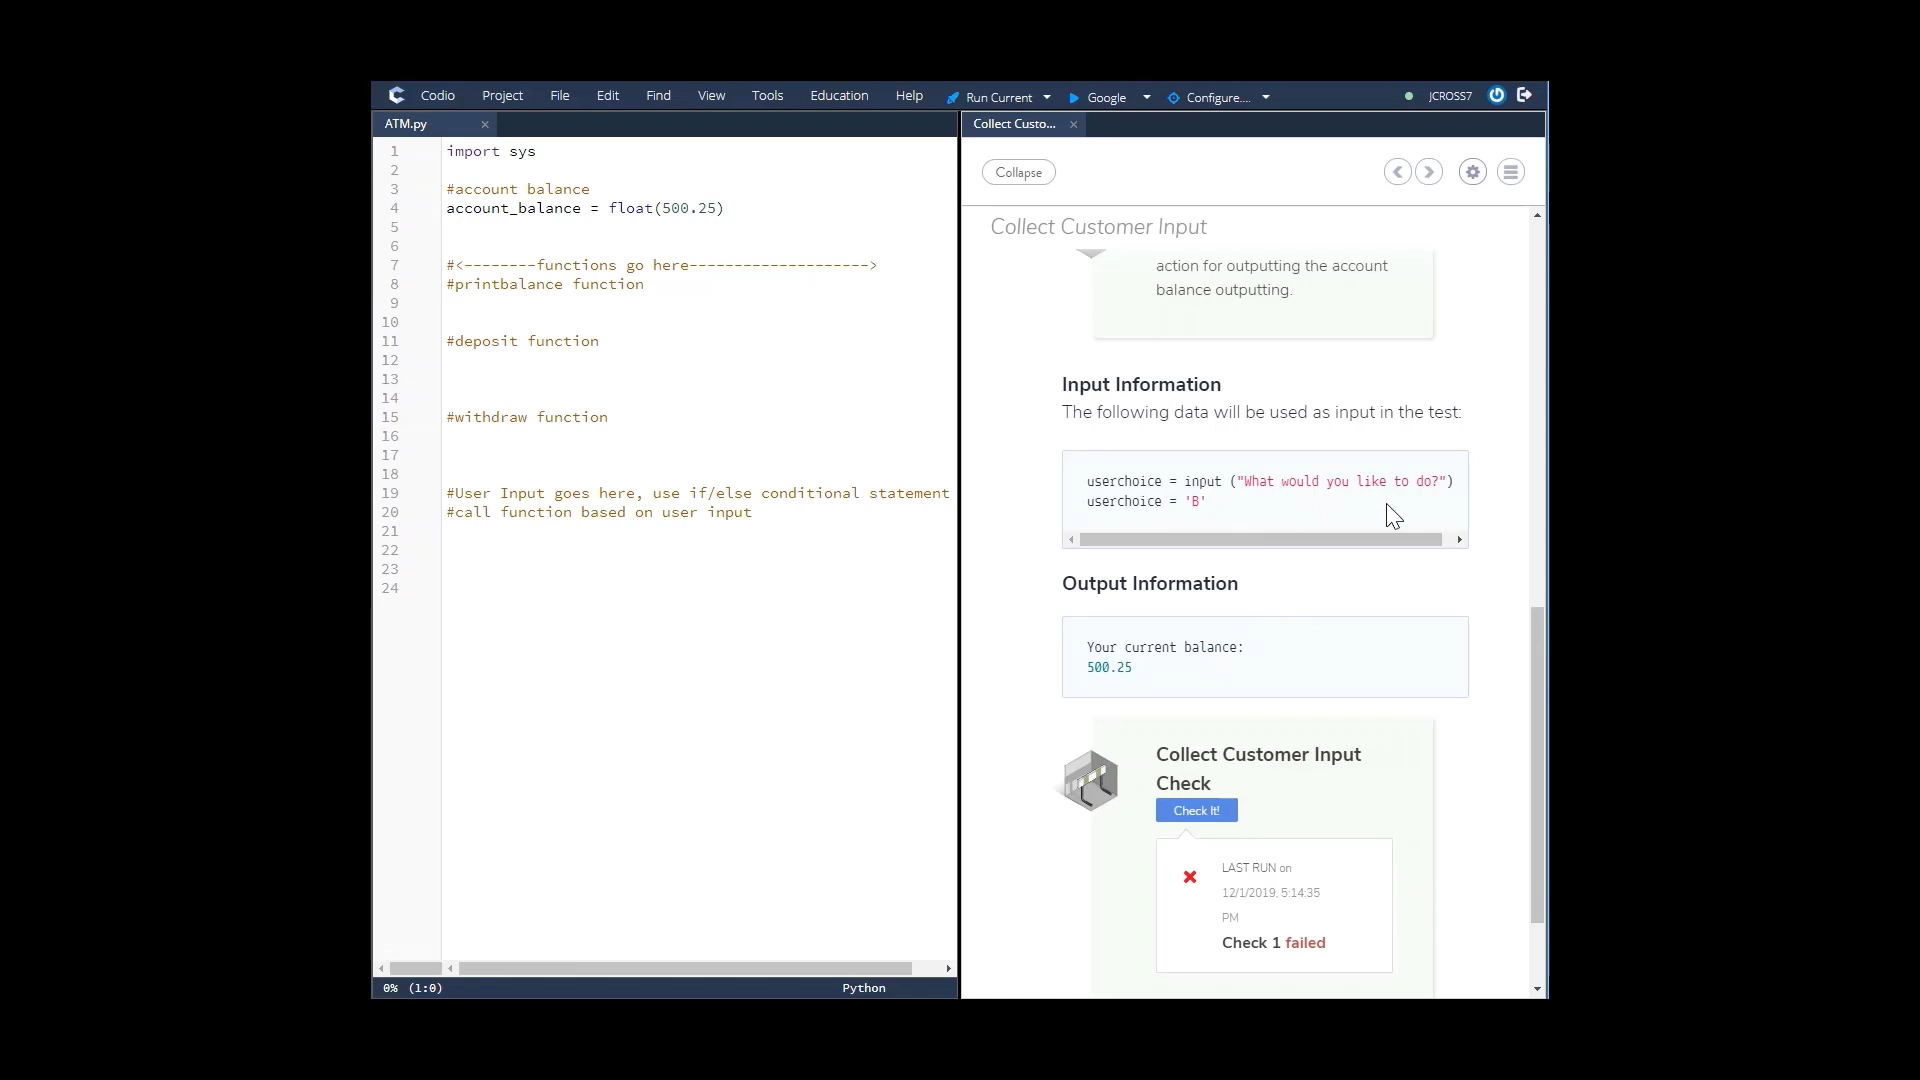 Codio Project File Edit Find View Tools Education Help Run Current Google Configure.... JCROSS7
ATM.py
1 import sys
2
3 #account balance
4 account_balance = float(500.25)
5
6
7 #<--------functions go here-------------------->
8 #printbalance function
9
10
11 #deposit function
12
13
14
15 #withdraw function
16
17
18
19 #User Input goes here, use if/else conditional statement
20 #call function based on user input
21
22
23
24
0% (1:0) Python
Collect Custo...
Collapse
Collect Customer Input
action for outputting the account
balance outputting.
Input Information
The following data will be used as input in the test:
userchoice = input ("What would you like to do?")
userchoice = 'B'
Output Information
Your current balance:
500.25
Collect Customer Input
Check
Check It!
LAST RUN on
12/1/2019, 5:14:35
PM
Check 1 failed